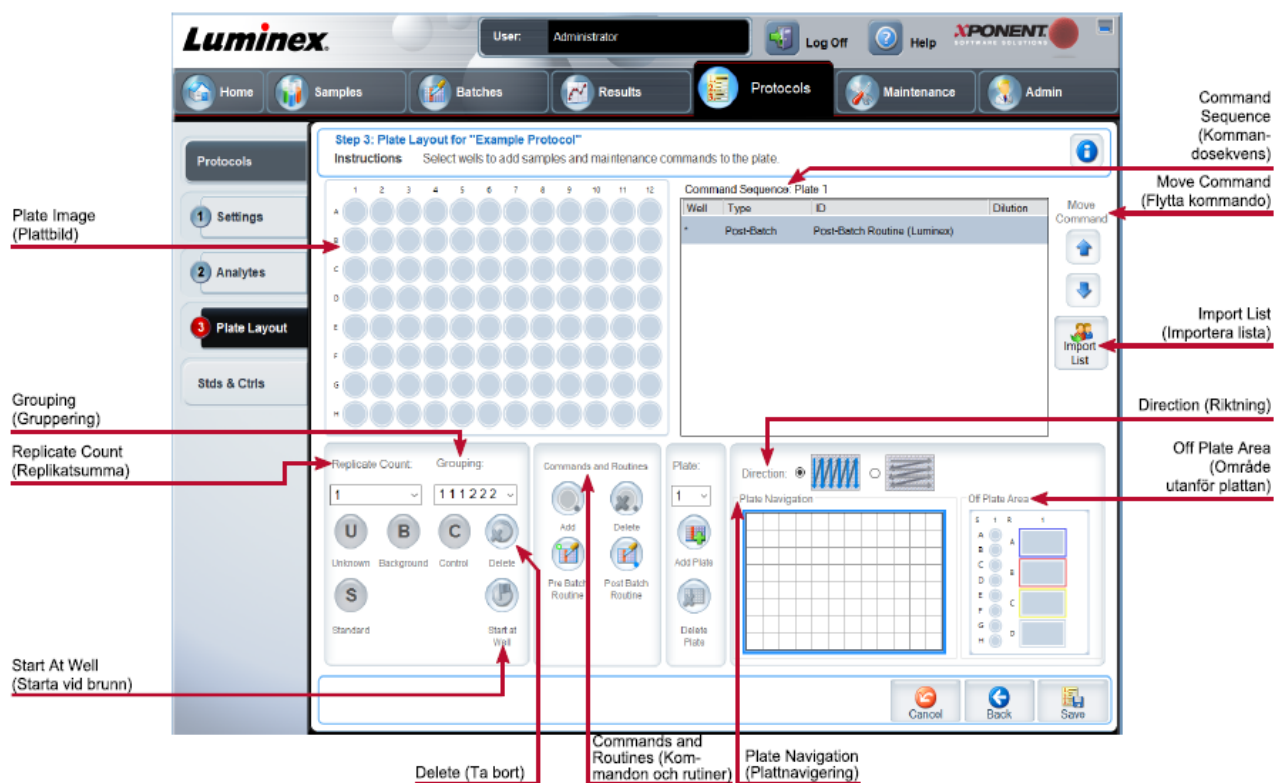 Luminex.
User: Administrator
Log Off
Help
XPONENT
SOFTWARE SOLUTIONS
Home
Samples
Batches
Results
Protocols
Maintenance
Admin
Protocols
1 Settings
2 Analytes
3 Plate Layout
Stds & Ctrls
Step 3: Plate Layout for "Example Protocol"
Instructions Select wells to add samples and maintenance commands to the plate.
1 2 3 4 5 6 7 8 9 10 11 12
A
B
C
D
E
F
G
H
Command Sequence: Plate 1
Well Type ID Dilution
* Post-Batch Post-Batch Routine (Luminex)
Move
Command
Import
List
Replicate Count: Grouping:
1 111222
U B C
Unknown Background Control Delete
S
Standard Start at
Well
Commands and Routines
Add Delete
Pre Batch
Routine
Post Batch
Routine
Plate:
1
Add Plate
Delete
Plate
Direction:
Plate Navigation
Off Plate Area
S 1 R 1
A
B
C
D
E
F
G
H
A
B
C
D
Cancel
Back
Save
Plate Image
(Plattbild)
Grouping
(Gruppering)
Replicate Count
(Replikatsumma)
Start At Well
(Starta vid brunn)
Delete (Ta bort)
Commands and
Routines (Kom-
mandon och rutiner)
Plate Navigation
(Plattnavigering)
Command
Sequence
(Komman-
dosekvens)
Move Command
(Flytta kommando)
Import List
(Importera lista)
Direction (Riktning)
Off Plate Area
(Område
utanför plattan)